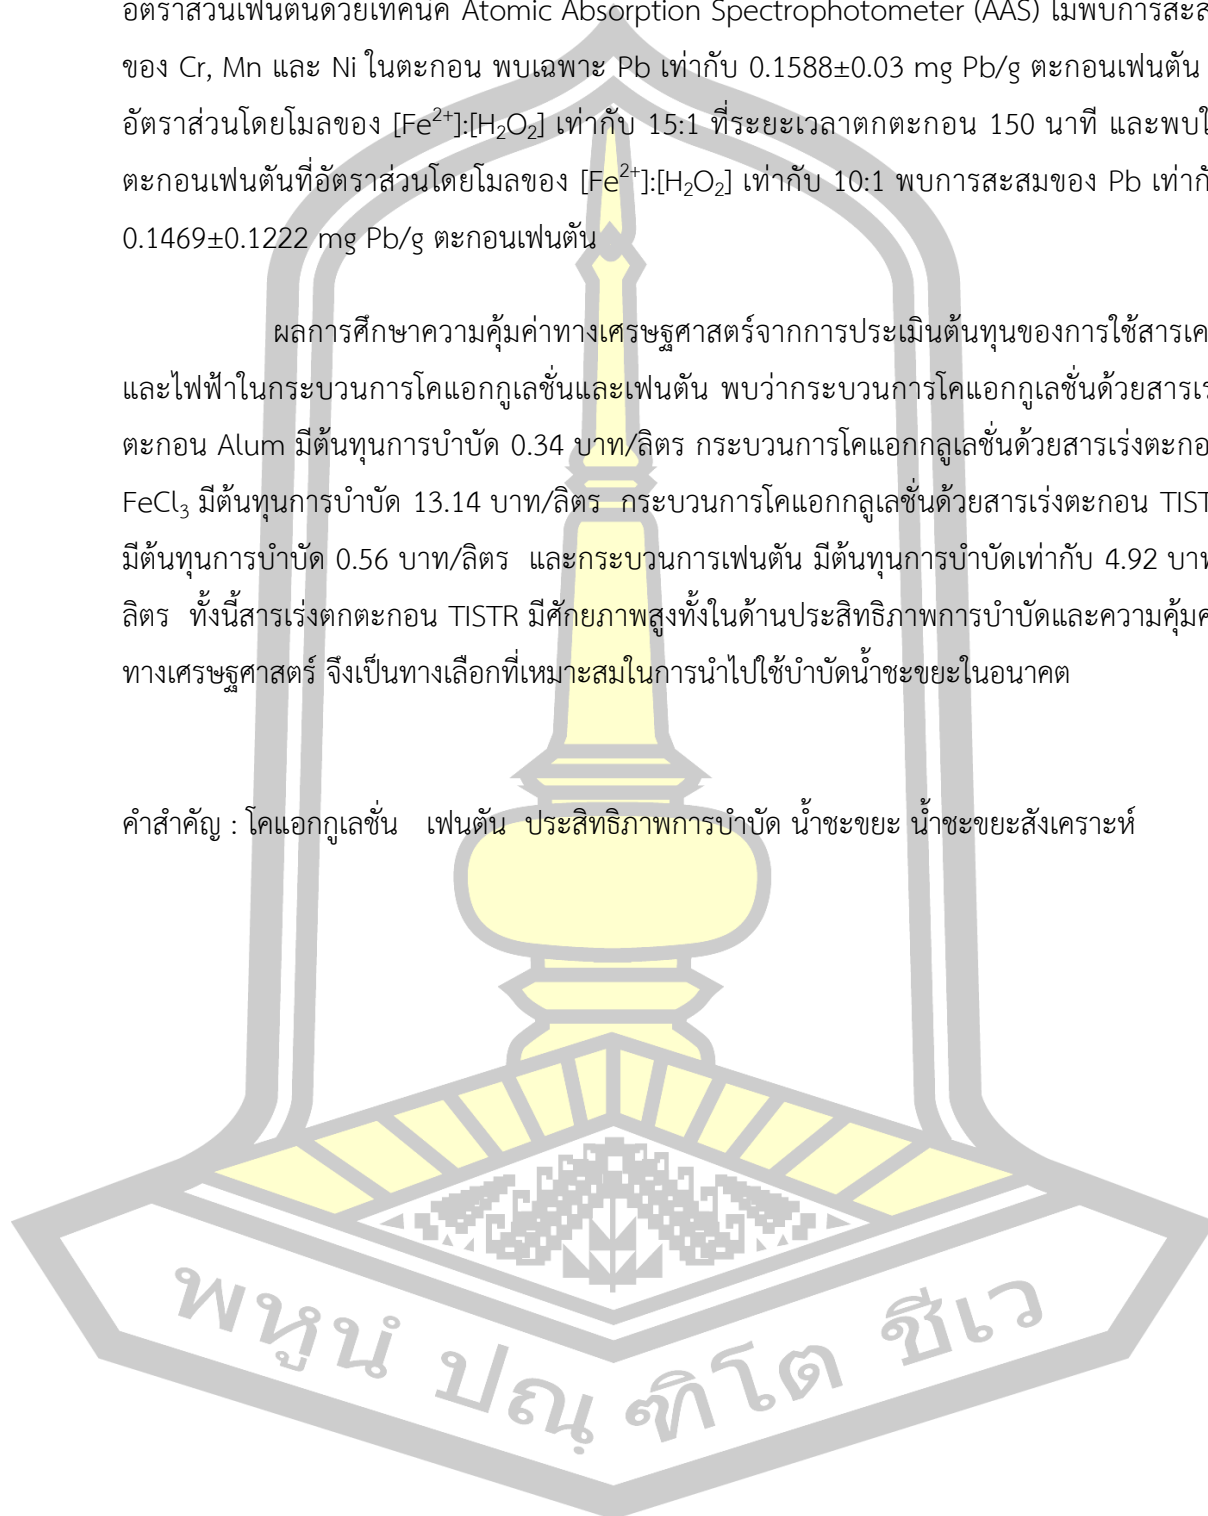 อัตราส่วนเฟนตันด้วยเทคนิค Atomic Absorption Spectrophotometer (AAS) ไม่พบการสะส
ของ Cr, Mn และ Ni ในตะกอน พบเฉพาะ Pb เท่ากับ 0.1588±0.03 mg Pb/g ตะกอนเฟนตัน
อัตราส่วนโดยโมลของ [Fe²⁺]:[H₂O₂] เท่ากับ 15:1 ที่ระยะเวลาตกตะกอน 150 นาที และพบใ
ตะกอนเฟนตันที่อัตราส่วนโดยโมลของ [Fe²⁺]:[H₂O₂] เท่ากับ 10:1 พบการสะสมของ Pb เท่ากั
0.1469±0.1222 mg Pb/g ตะกอนเฟนตัน
ผลการศึกษาความคุ้มค่าทางเศรษฐศาสตร์จากการประเมินต้นทุนของการใช้สารเค
และไฟฟ้าในกระบวนการโคแอกกูเลชั่นและเฟนตัน พบว่ากระบวนการโคแอกกูเลชั่นด้วยสารเร
ตะกอน Alum มีต้นทุนการบำบัด 0.34 บาท/ลิตร กระบวนการโคแอกกลูเลชั่นด้วยสารเร่งตะกอ
FeCl₃ มีต้นทุนการบำบัด 13.14 บาท/ลิตร กระบวนการโคแอกกลูเลชั่นด้วยสารเร่งตะกอน TIST
มีต้นทุนการบำบัด 0.56 บาท/ลิตร และกระบวนการเฟนตัน มีต้นทุนการบำบัดเท่ากับ 4.92 บาท
ลิตร ทั้งนี้สารเร่งตกตะกอน TISTR มีศักยภาพสูงทั้งในด้านประสิทธิภาพการบำบัดและความคุ้มค
ทางเศรษฐศาสตร์ จึงเป็นทางเลือกที่เหมาะสมในการนำไปใช้บำบัดน้ำชะขยะในอนาคต
คำสำคัญ : โคแอกกูเลชั่น เฟนตัน ประสิทธิภาพการบำบัด น้ำชะขยะ น้ำชะขยะสังเคราะห์
พหูนํ ปณฺฑิโต ชีเว